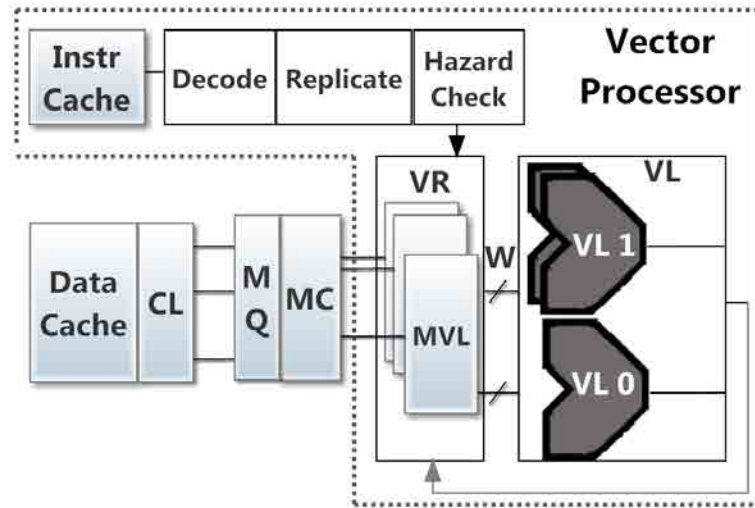 Instr
Cache
Decode
Replicate
Hazard
Check
Vector
Processor
VR
VL
Data
Cache
CL
M
Q
MC
MVL
W
VL 1
VL 0